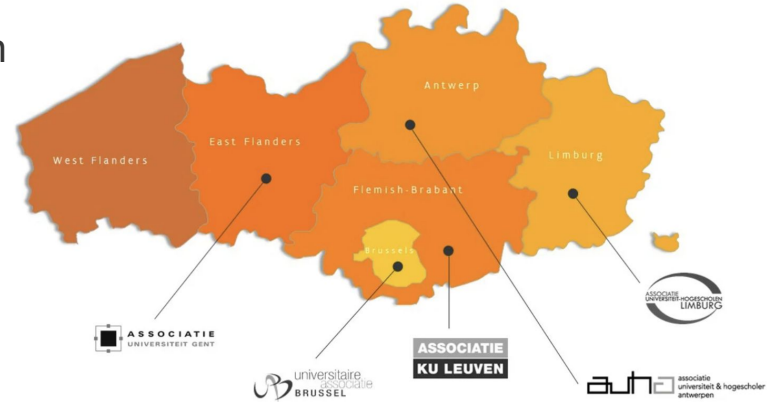 n
Antwerp
East Flanders
West Flanders
Limburg
Flemish-Brabant
Brussels
ASSOCIATIE
UNIVERSITEIT-HOGESCHOLEN
LIMBURG
ASSOCIATIE
UNIVERSITEIT GENT
ASSOCIATIE
KU LEUVEN
universitaire
associatie
BRUSSEL
auha
associatie
universiteit & hogescholen
antwerpen